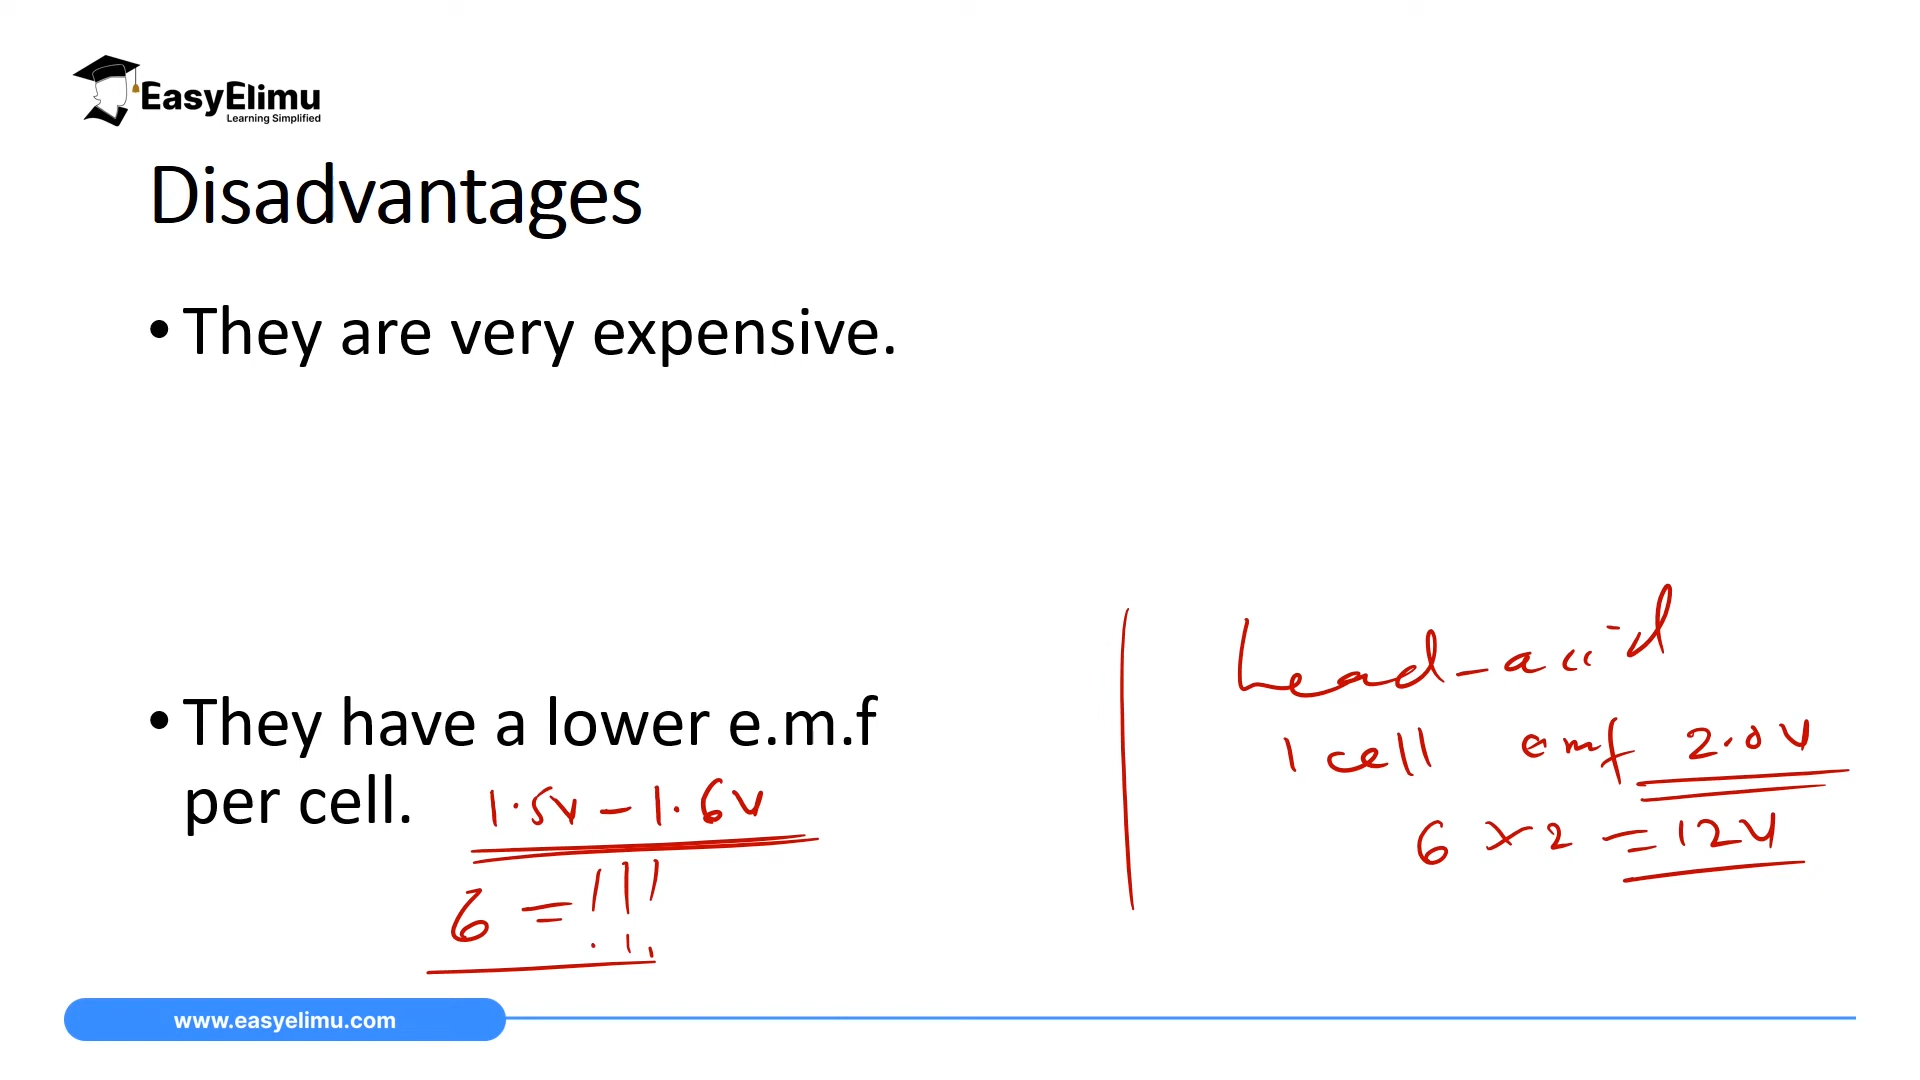 EasyElimu
Learning Simplified
Disadvantages
• They are very expensive.
• They have a lower e.m.f
per cell.
1.5V - 1.6V
6 = !!!
Lead-acid
1 cell emf 2.0V
6 x 2 = 12V
www.easyelimu.com